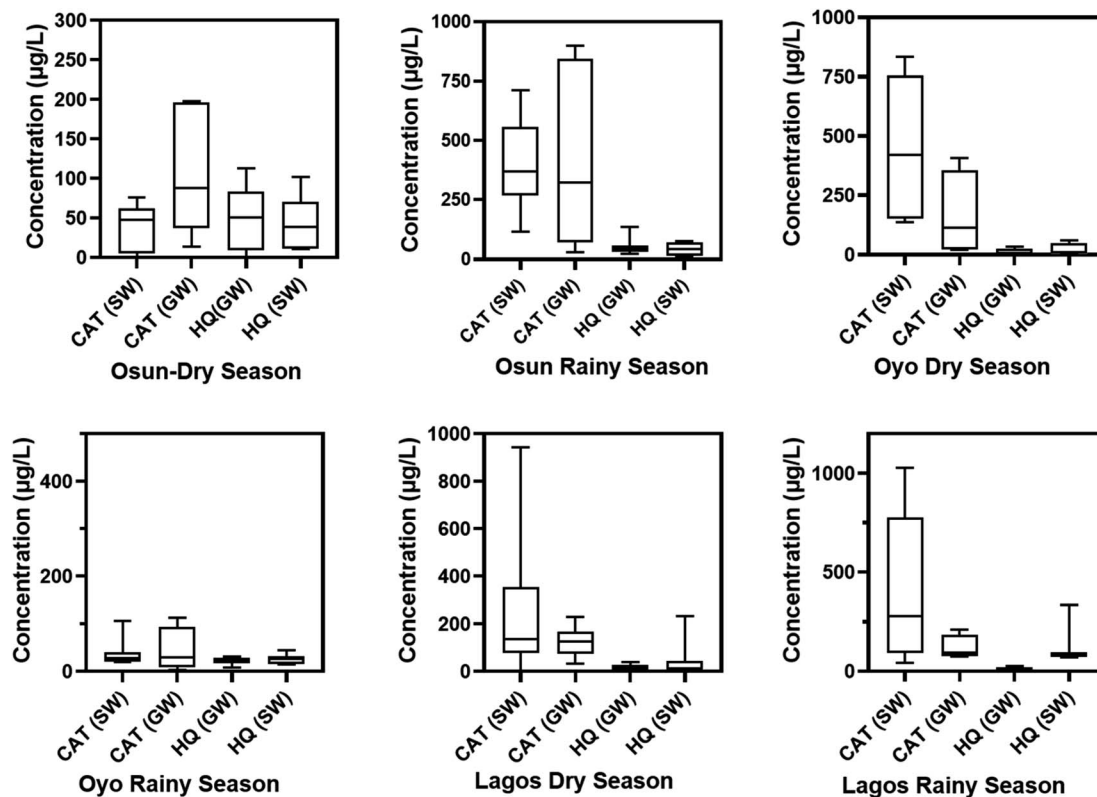 Concentration (µg/L)
300
250
200
150
100
50
0
CAT (SW)
CAT (GW)
HQ(GW)
HQ (SW)
Osun-Dry Season
Concentration (µg/L)
1000
750
500
250
0
CAT (SW)
CAT (GW)
HQ (GW)
HQ (SW)
Osun Rainy Season
Concentration (µg/L)
1000
750
500
250
0
CAT (SW)
CAT (GW)
HQ (GW)
HQ (SW)
Oyo Dry Season
Concentration (µg/L)
400
200
0
CAT (SW)
CAT (GW)
HQ (GW)
HQ (SW)
Oyo Rainy Season
Concentration (µg/L)
1000
800
600
400
200
0
CAT (SW)
CAT (GW)
HQ (GW)
HQ (SW)
Lagos Dry Season
Concentration (µg/L)
1000
500
0
CAT (SW)
CAT (GW)
HQ (GW)
HQ (SW)
Lagos Rainy Season